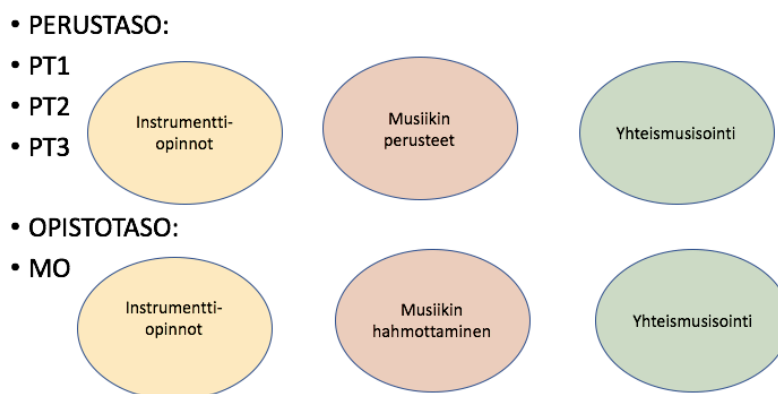 • PERUSTASO:
• PT1
• PT2
• PT3
Instrumentti-
opinnot
Musiikin
perusteet
Yhteismusisointi
• OPISTOTASO:
• MO
Instrumentti-
opinnot
Musiikin
hahmottaminen
Yhteismusisointi